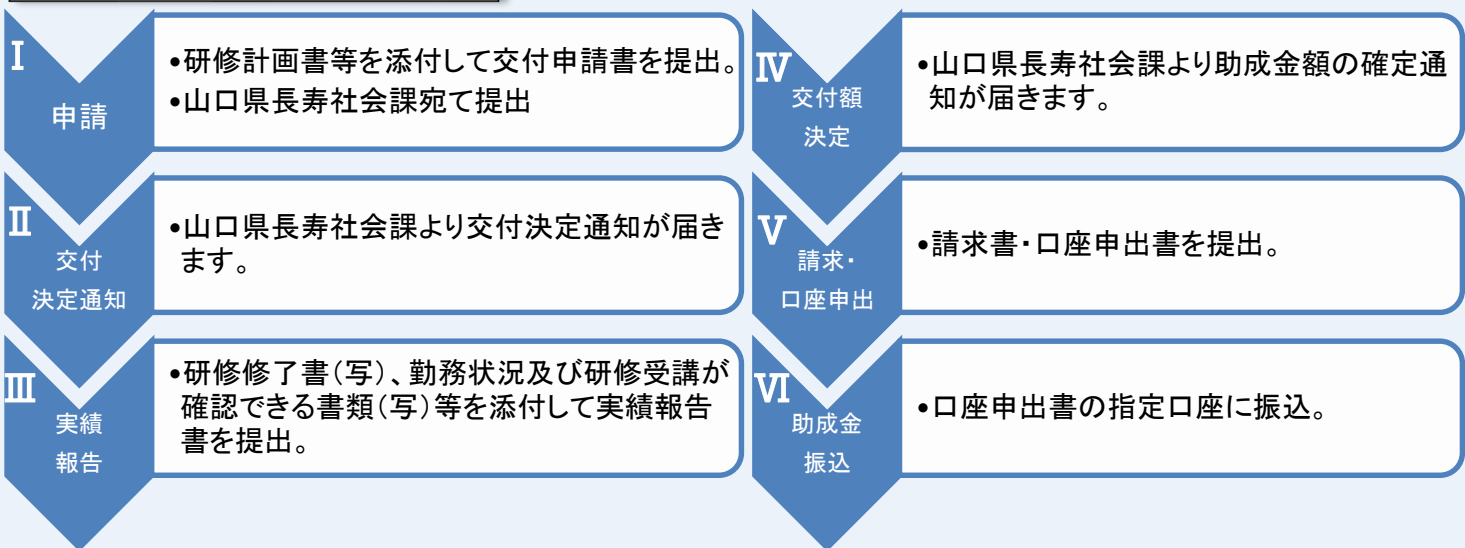 Ⅰ
申請
•研修計画書等を添付して交付申請書を提出。
•山口県長寿社会課宛て提出
Ⅱ
交付
決定通知
•山口県長寿社会課より交付決定通知が届き
ます。
Ⅲ
実績
報告
•研修修了書(写)、勤務状況及び研修受講が
確認できる書類(写)等を添付して実績報告
書を提出。
Ⅳ
交付額
決定
•山口県長寿社会課より助成金額の確定通
知が届きます。
Ⅴ
請求・
口座申出
•請求書・口座申出書を提出。
Ⅵ
助成金
振込
•口座申出書の指定口座に振込。